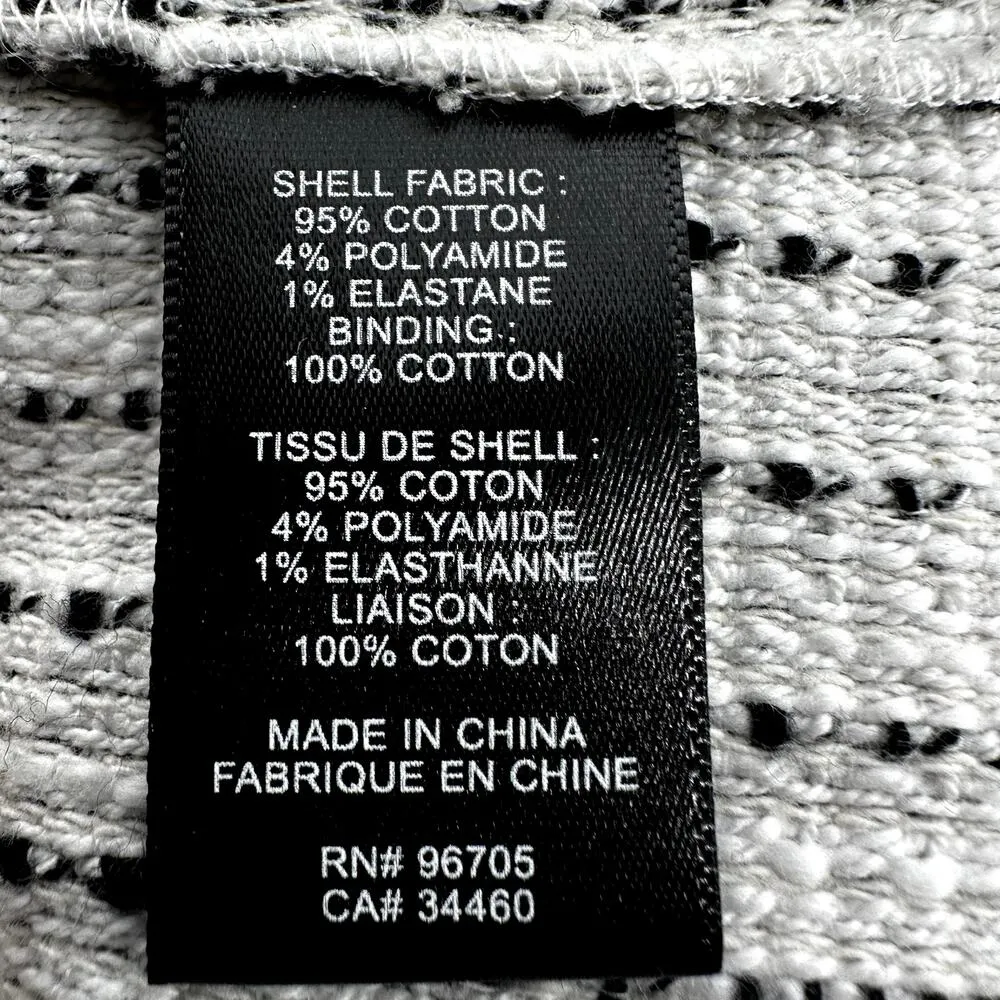 SHELL FABRIC :
95% COTTON
4% POLYAMIDE
1% ELASTANE
BINDING :
100% COTTON
TISSU DE SHELL :
95% COTON
4% POLYAMIDE
1% ELASTHANNE
LIAISON :
100% COTON
MADE IN CHINA
FABRIQUE EN CHINE
RN# 96705
CA# 34460